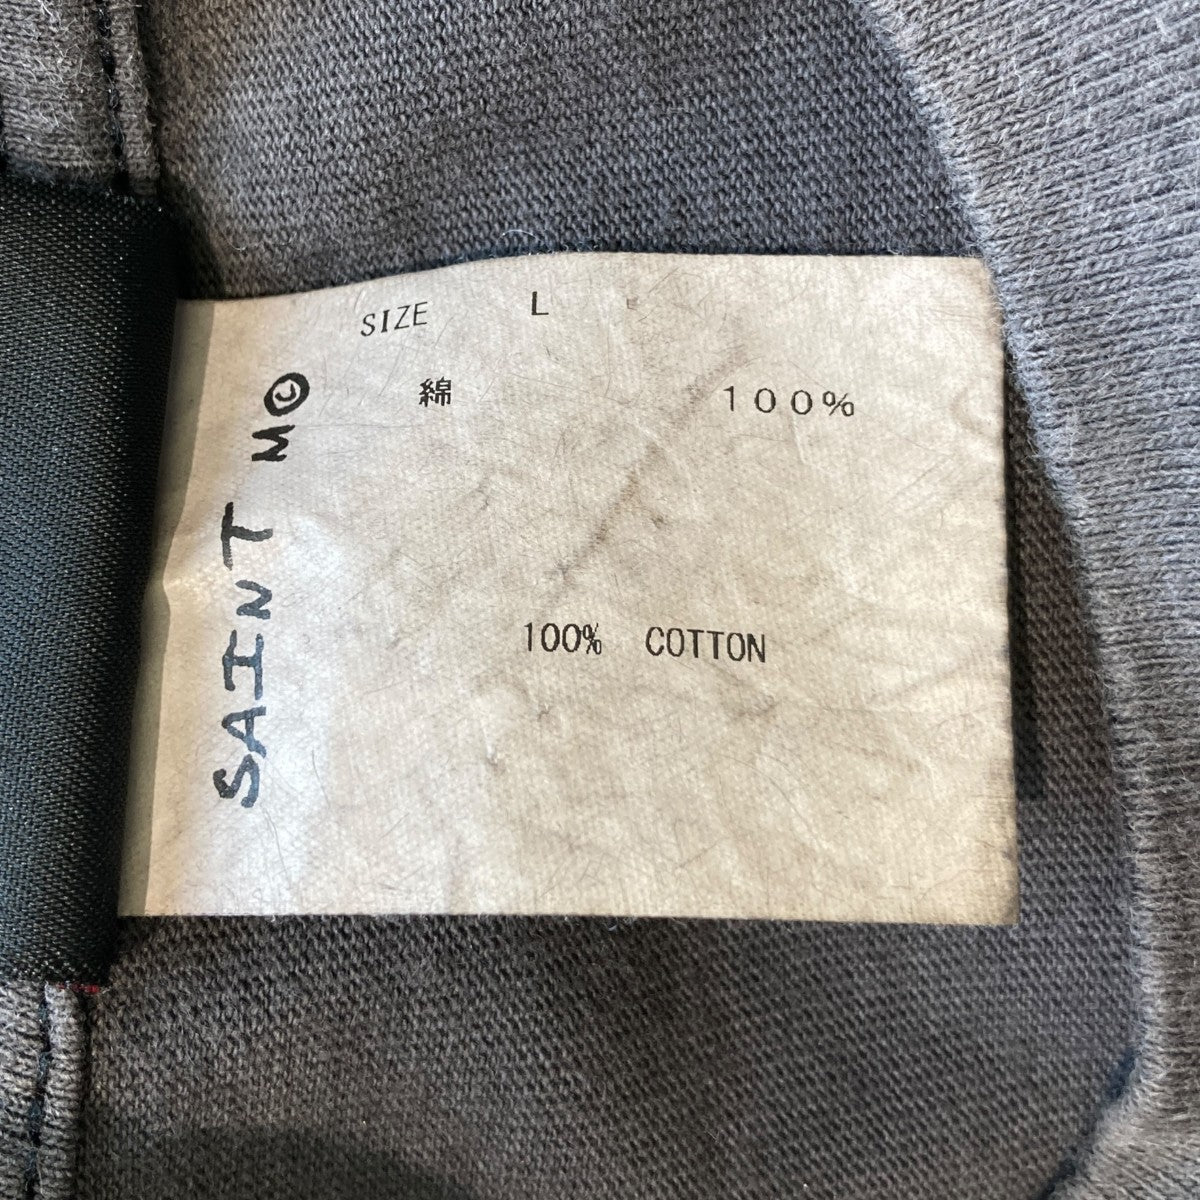 SIZE L
綿 100%
100% COTTON
SAINT M©